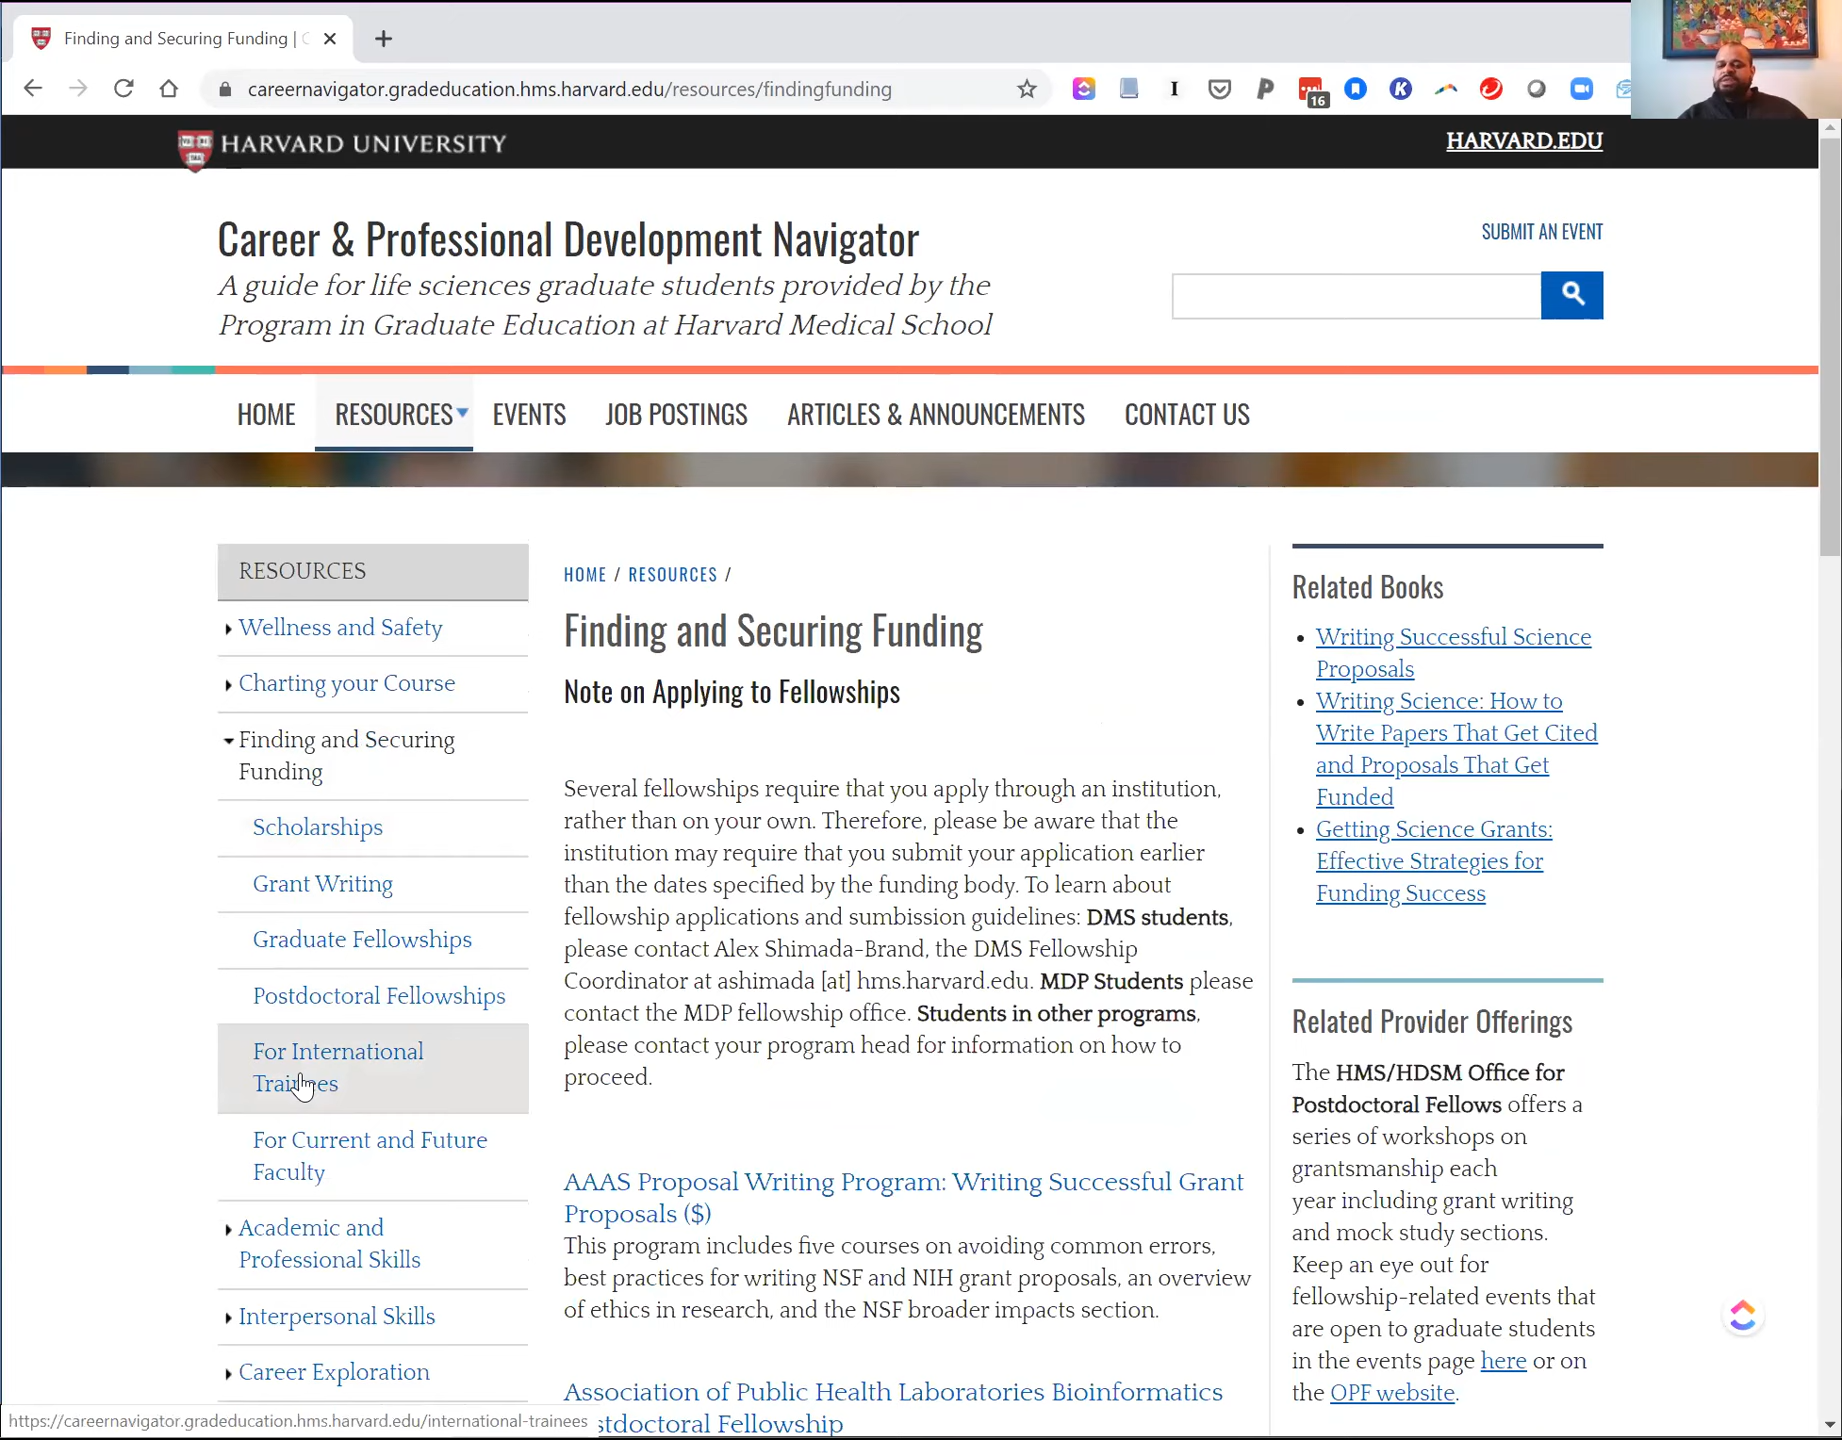 Finding and Securing Funding |
careernavigator.gradeducation.hms.harvard.edu/resources/findingfunding
16
HARVARD UNIVERSITY
HARVARD.EDU
Career & Professional Development Navigator
A guide for life sciences graduate students provided by the
Program in Graduate Education at Harvard Medical School
SUBMIT AN EVENT
HOME
RESOURCES
EVENTS
JOB POSTINGS
ARTICLES & ANNOUNCEMENTS
CONTACT US
RESOURCES
Wellness and Safety
Charting your Course
Finding and Securing
Funding
Scholarships
Grant Writing
Graduate Fellowships
Postdoctoral Fellowships
For International
Trainees
For Current and Future
Faculty
Academic and
Professional Skills
Interpersonal Skills
Career Exploration
https://careernavigator.gradeducation.hms.harvard.edu/international-trainees
HOME / RESOURCES /
Finding and Securing Funding
Note on Applying to Fellowships
Several fellowships require that you apply through an institution,
rather than on your own. Therefore, please be aware that the
institution may require that you submit your application earlier
than the dates specified by the funding body. To learn about
fellowship applications and sumbission guidelines: DMS students,
please contact Alex Shimada-Brand, the DMS Fellowship
Coordinator at ashimada [at] hms.harvard.edu. MDP Students please
contact the MDP fellowship office. Students in other programs,
please contact your program head for information on how to
proceed.
AAAS Proposal Writing Program: Writing Successful Grant
Proposals ($)
This program includes five courses on avoiding common errors,
best practices for writing NSF and NIH grant proposals, an overview
of ethics in research, and the NSF broader impacts section.
Association of Public Health Laboratories Bioinformatics
stdoctoral Fellowship
Related Books
Writing Successful Science
Proposals
Writing Science: How to
Write Papers That Get Cited
and Proposals That Get
Funded
Getting Science Grants:
Effective Strategies for
Funding Success
Related Provider Offerings
The HMS/HDSM Office for
Postdoctoral Fellows offers a
series of workshops on
grantsmanship each
year including grant writing
and mock study sections.
Keep an eye out for
fellowship-related events that
are open to graduate students
in the events page here or on
the OPF website.